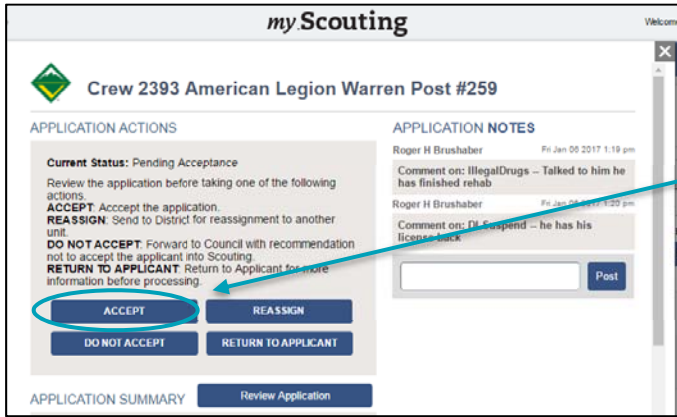 my.Scouting
Welcome
Crew 2393 American Legion Warren Post #259
APPLICATION ACTIONS
Current Status: Pending Acceptance
Review the application before taking one of the following
actions.
ACCEPT: Acccept the application.
REASSIGN: Send to District for reassignment to another
unit.
DO NOT ACCEPT: Forward to Council with recommendation
not to accept the application into Scouting.
RETURN TO APPLICANT: Return to Applicant for more
information before processing.
ACCEPT
REASSIGN
DO NOT ACCEPT
RETURN TO APPLICANT
APPLICATION SUMMARY
Review Application
APPLICATION NOTES
Roger H Brushaber
Fri Jan 06 2017 1:19 pm
Comment on: IllegalDrugs -- Talked to him he
has finished rehab
Roger H Brushaber
Fri Jan 06 2017 1:20 pm
Comment on: DLSuspend -- he has his
license back
Post